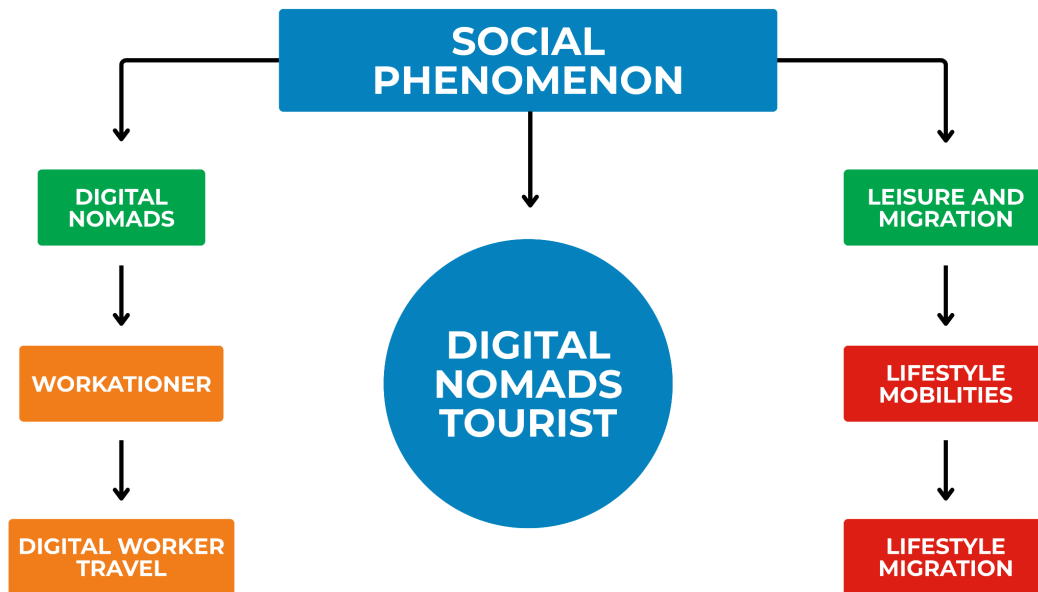 SOCIAL
PHENOMENON
DIGITAL
NOMADS
LEISURE AND
MIGRATION
DIGITAL
NOMADS
TOURIST
WORKATIONER
LIFESTYLE
MOBILITIES
DIGITAL WORKER
TRAVEL
LIFESTYLE
MIGRATION